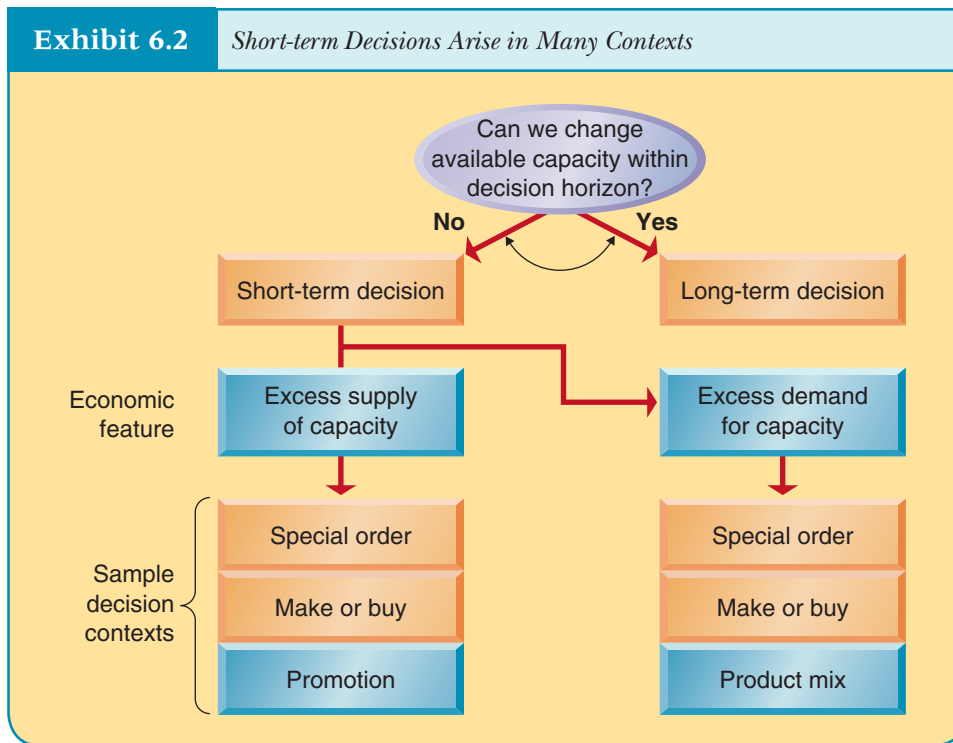 Exhibit 6.2
Short-term Decisions Arise in Many Contexts
Can we change
available capacity within
decision horizon?
No
Yes
Short-term decision
Long-term decision
Economic
feature
Excess supply
of capacity
Excess demand
for capacity
Sample
decision
contexts
Special order
Make or buy
Promotion
Special order
Make or buy
Product mix